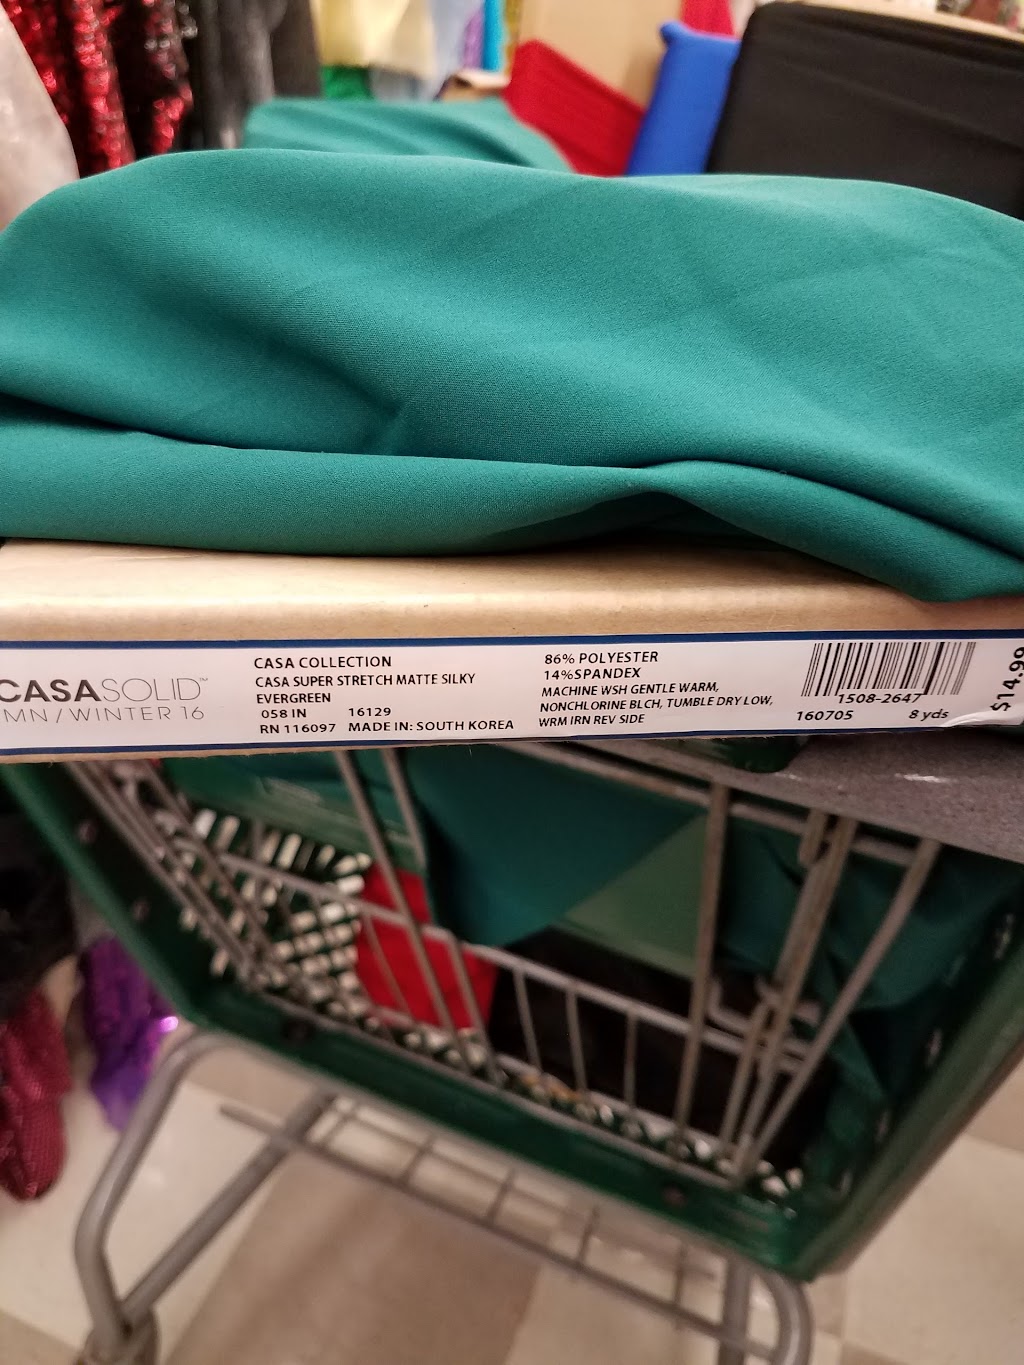 CASASOLID™
MN / WINTER 16
CASA COLLECTION
CASA SUPER STRETCH MATTE SILKY
EVERGREEN
058 IN 16129
RN 116097 MADE IN: SOUTH KOREA
86% POLYESTER
14%SPANDEX
MACHINE WSH GENTLE WARM,
NONCHLORINE BLCH, TUMBLE DRY LOW,
WRM IRN REV SIDE
1508-2647
160705 8 yds
$14.99